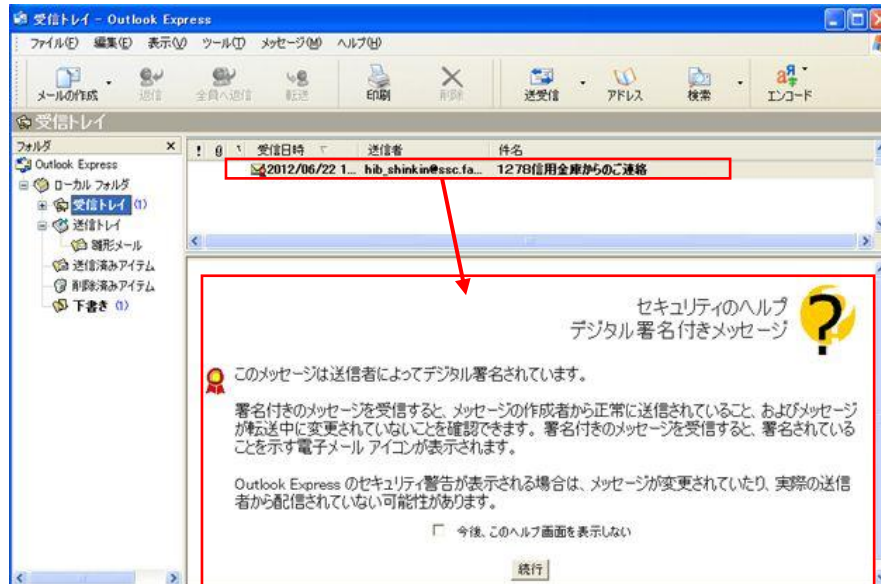 受信トレイ - Outlook Express
ファイル(F) 編集(E) 表示(V) ツール(T) メッセージ(M) ヘルプ(H)
メールの作成 返信 全員へ返信 転送 印刷 削除 送受信 アドレス 検索 エンコード
受信トレイ
フォルダ ×
Outlook Express
ローカル フォルダ
受信トレイ (1)
送信トレイ
雛形メール
送信済みアイテム
削除済みアイテム
下書き (1)
! 受信日時 送信者 件名
2012/06/22 1... hib_shinkin@ssc.fa... 1278信用金庫からのご連絡
セキュリティのヘルプ
デジタル署名付きメッセージ
このメッセージは送信者によってデジタル署名されています。
署名付きのメッセージを受信すると、メッセージの作成者から正常に送信されていること、およびメッセージ
が転送中に変更されていないことを確認できます。署名付きのメッセージを受信すると、署名されている
ことを示す電子メール アイコンが表示されます。
Outlook Express のセキュリティ警告が表示される場合は、メッセージが変更されていたり、実際の送信
者から配信されていない可能性があります。
今後、このヘルプ画面を表示しない
続行